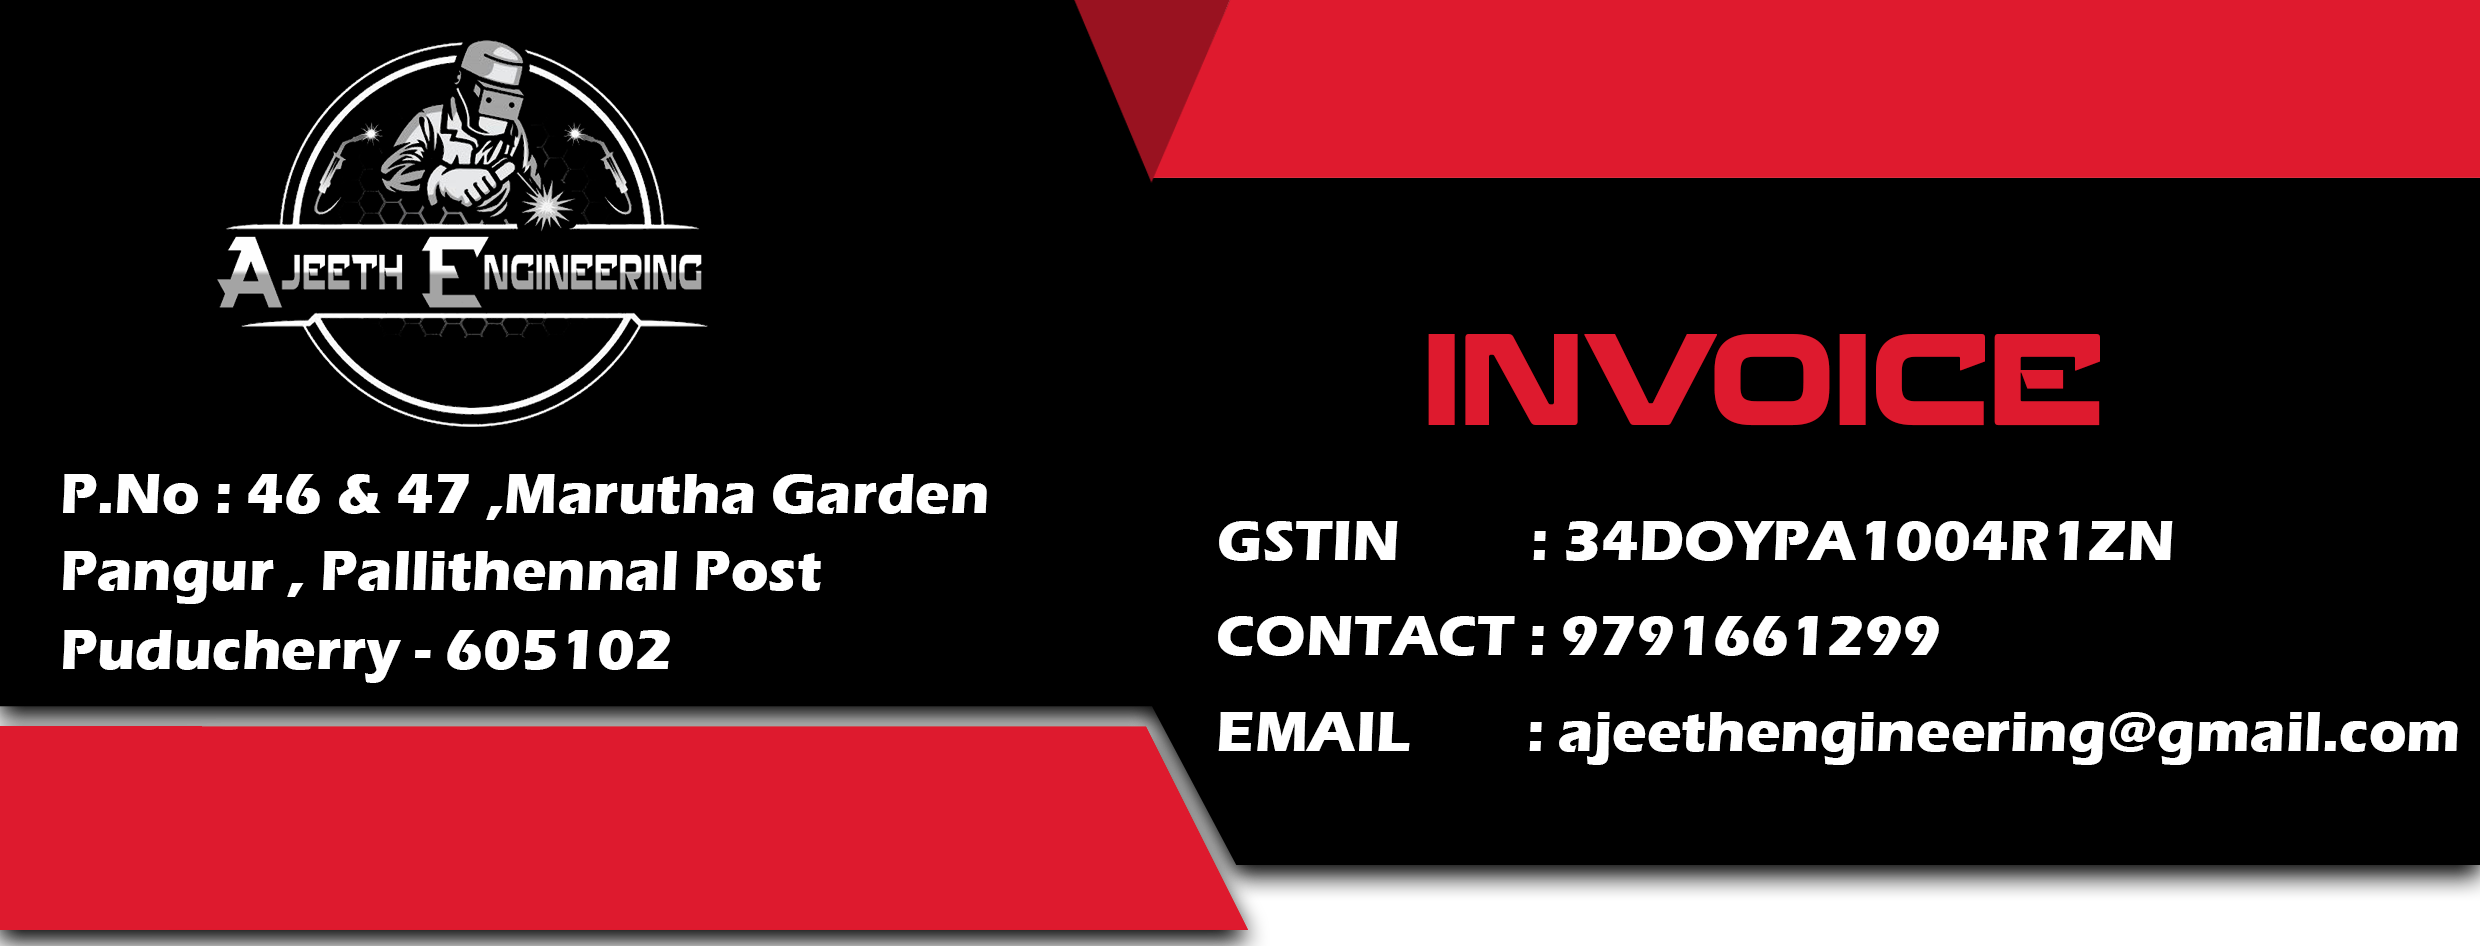 AJEETH ENGINEERING
P.No : 46 & 47 ,Marutha Garden
Pangur , Pallithennal Post
Puducherry - 605102
INVOICE
GSTIN : 34DOYPA1004R1ZN
CONTACT : 9791661299
EMAIL : ajeethengineering@gmail.com